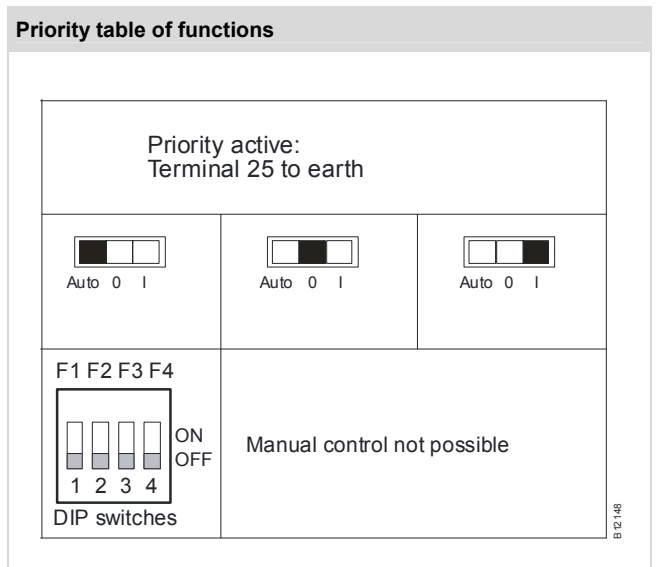 Priority table of functions
Priority active:
Terminal 25 to earth
Auto 0 I
Auto 0 I
Auto 0 I
F1 F2 F3 F4
ON
OFF
1 2 3 4
DIP switches
Manual control not possible
B12148